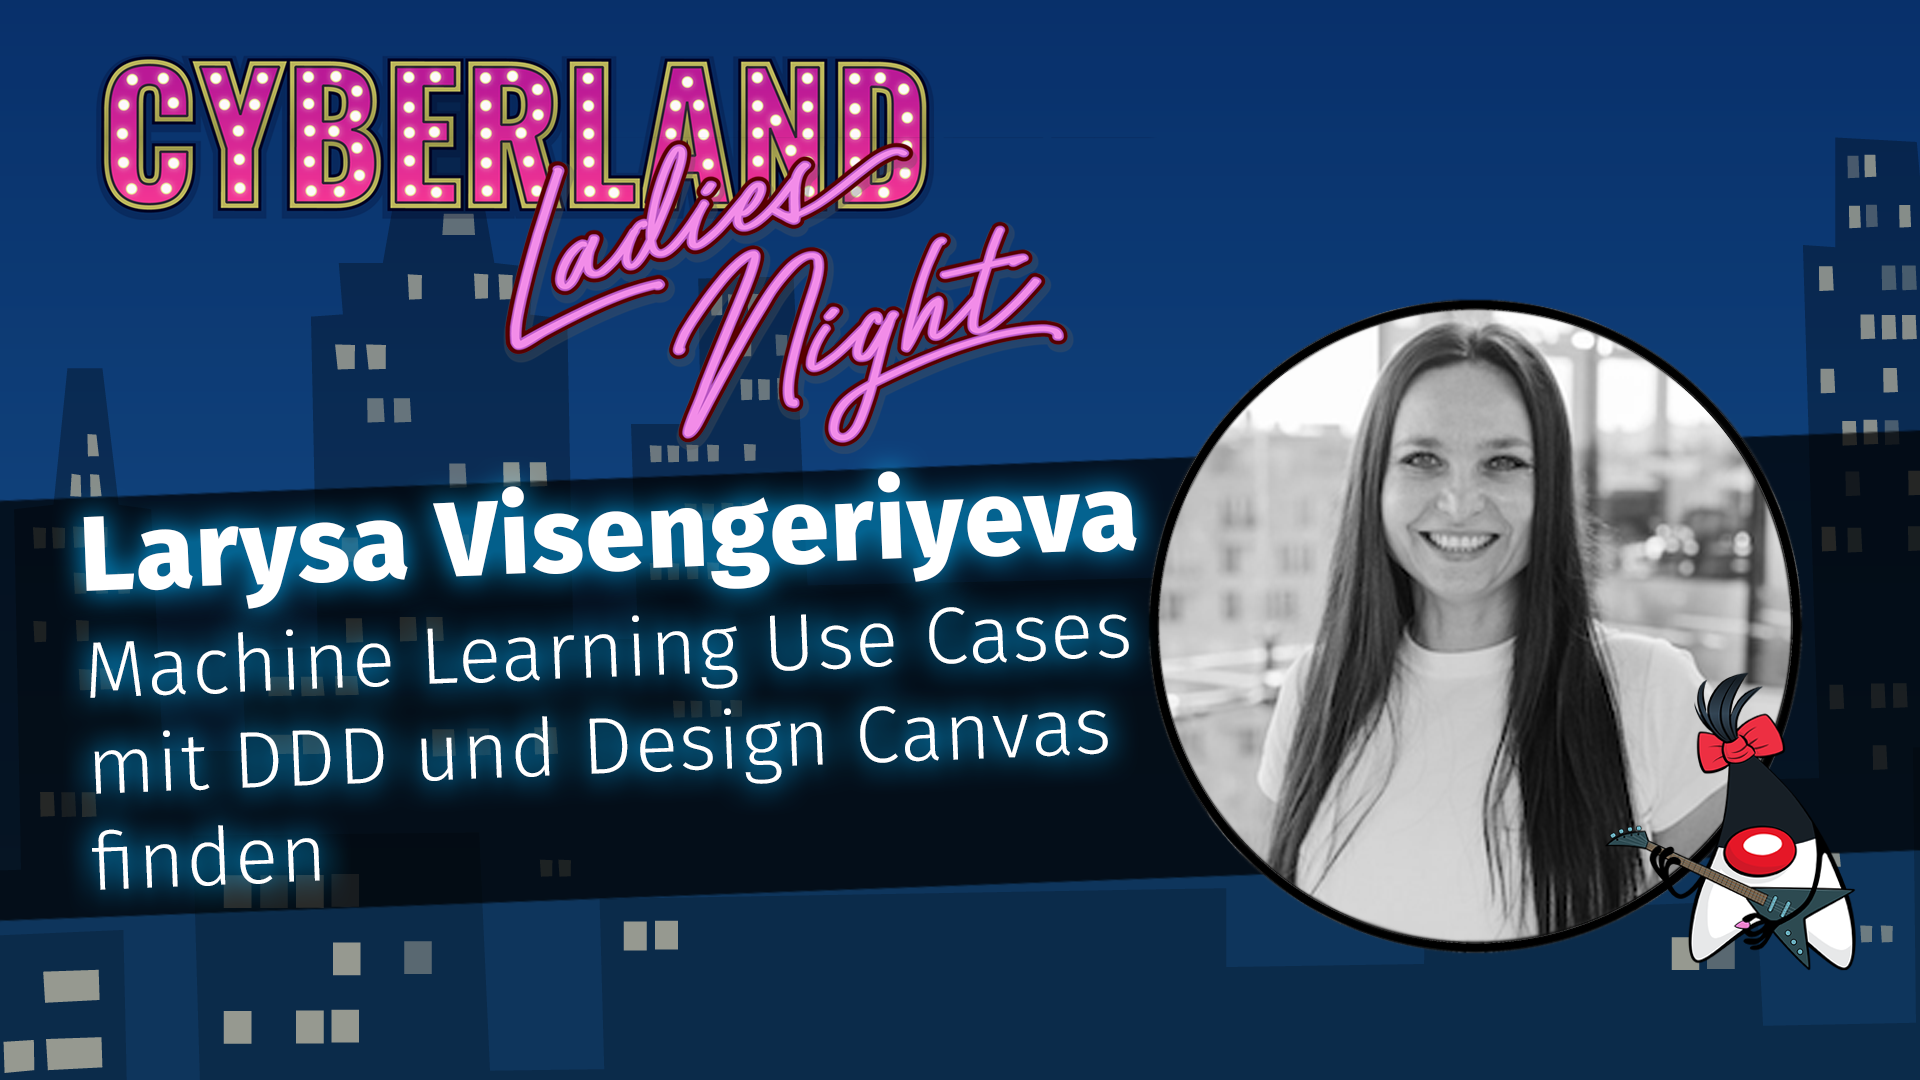 CYBERLAND
Ladies
Night
Larysa Visengeriyeva
Machine Learning Use Cases
mit DDD und Design Canvas
finden